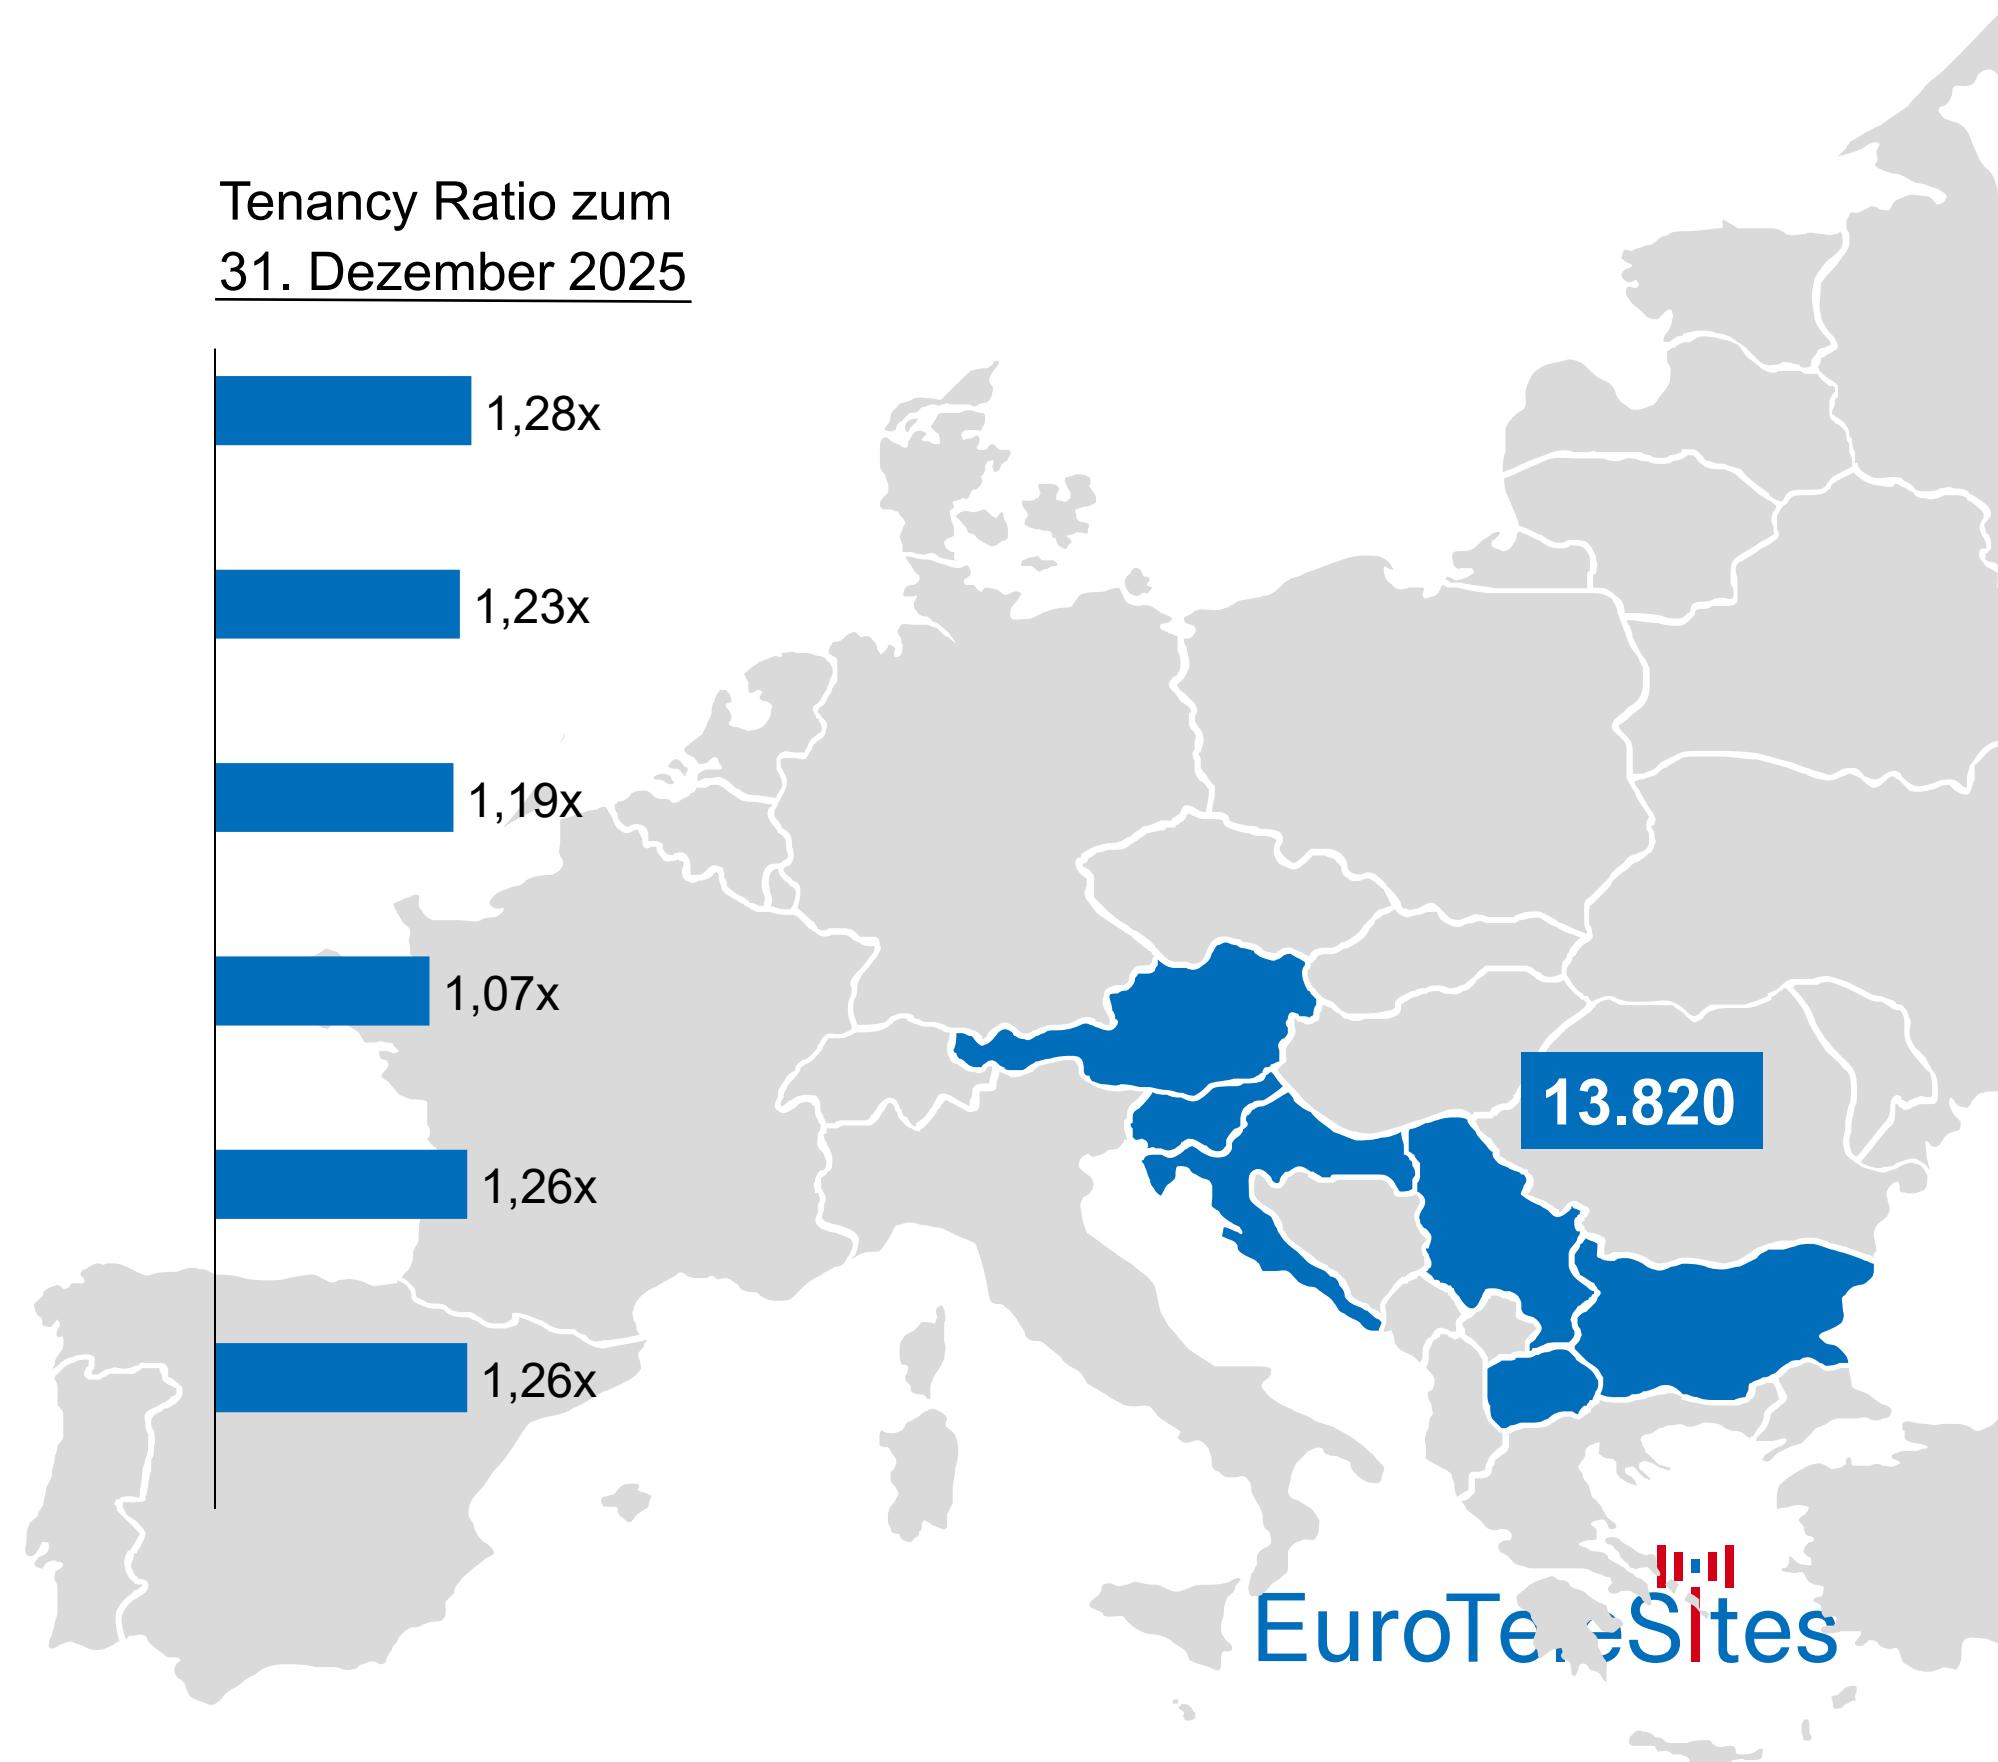 Tenancy Ratio zum
31. Dezember 2025
1,28x
1,23x
1,19x
1,07x
1,26x
1,26x
13.820
EuroTeleSites